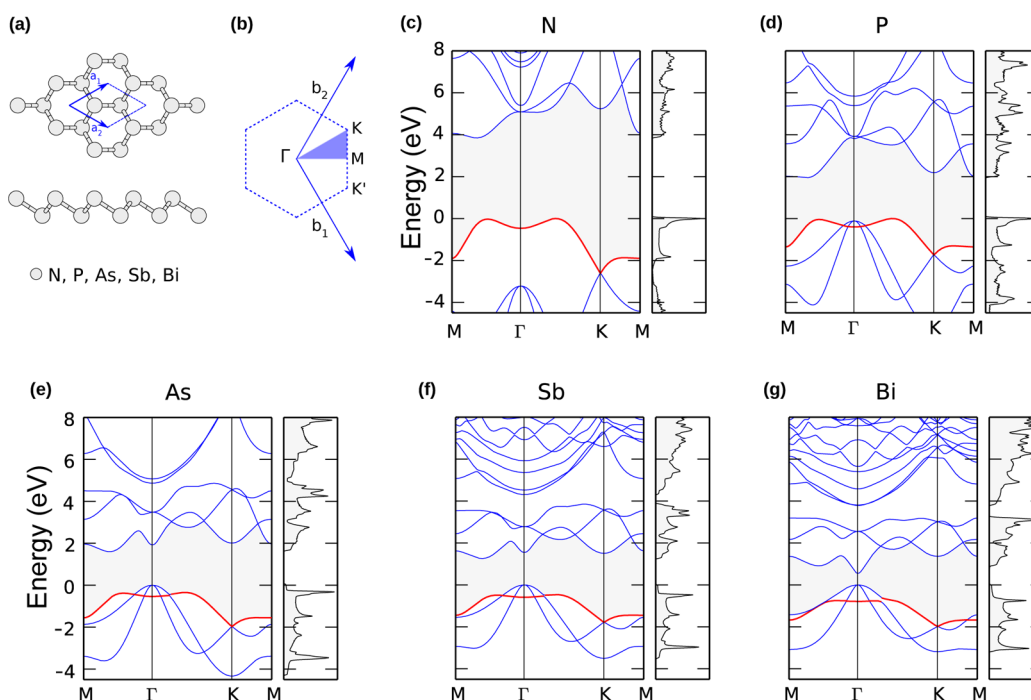 (a)
a1
a2
N, P, As, Sb, Bi
(b)
b2
K
Γ
M
K'
b1
(c)
N
Energy (eV)
8
6
4
2
0
-2
-4
M Γ K M
(d)
P
M Γ K M
(e)
As
Energy (eV)
8
6
4
2
0
-2
-4
M Γ K M
(f)
Sb
M Γ K M
(g)
Bi
M Γ K M